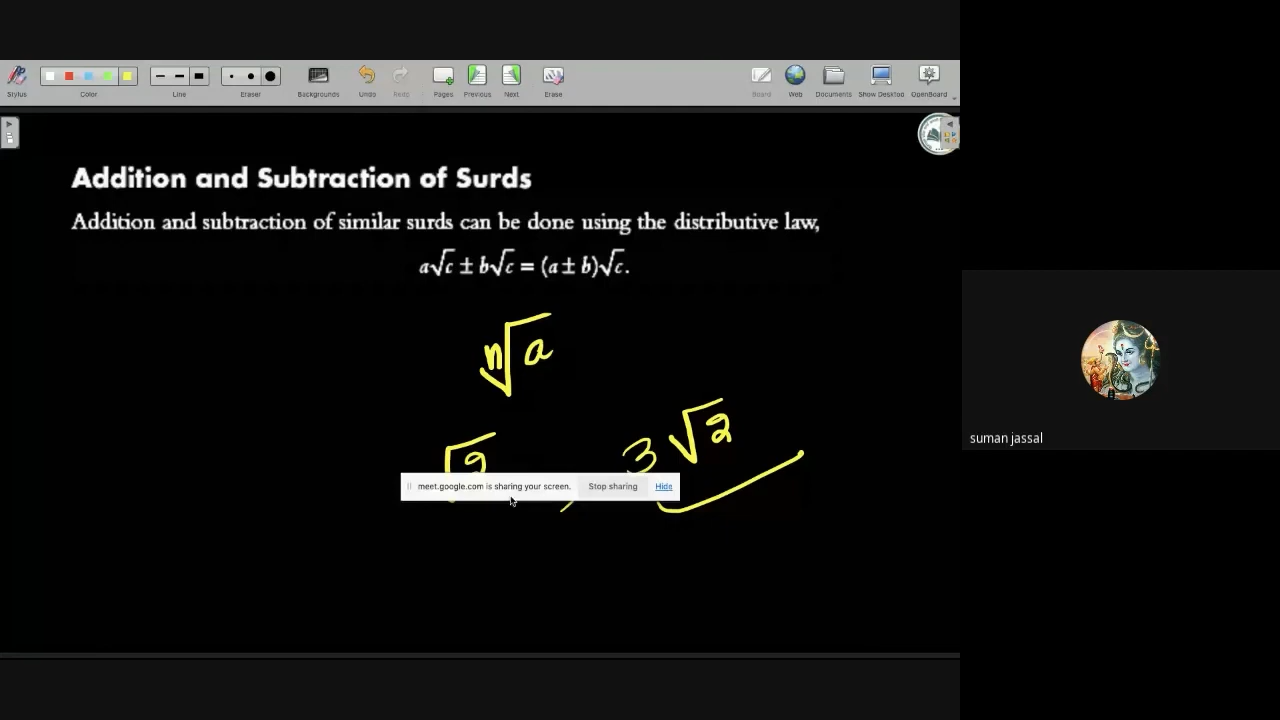 Stylus Color Line Eraser Backgrounds Undo Redo Pages Previous Next Erase Board Web Documents Show Desktop OpenBoard
Addition and Subtraction of Surds
Addition and subtraction of similar surds can be done using the distributive law,
a√c ± b√c = (a ± b)√c.
ⁿ√a
√2 , 3√2
meet.google.com is sharing your screen. Stop sharing Hide
suman jassal